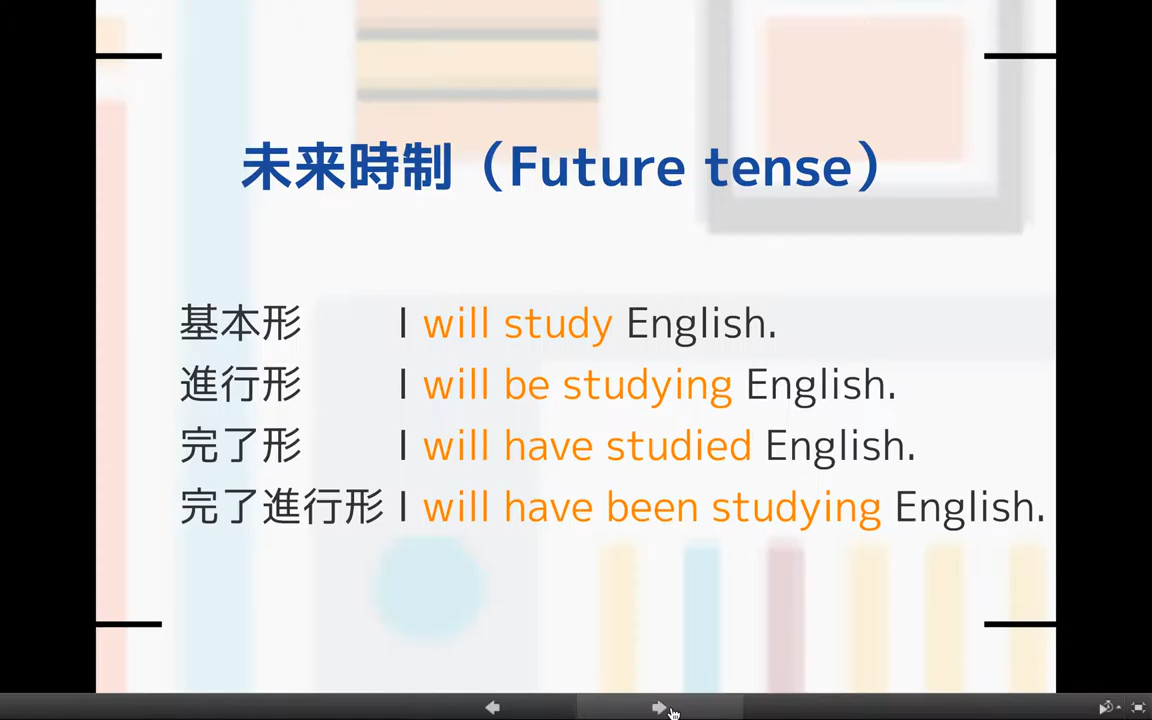 未来時制（Future tense）
基本形 I will study English.
進行形 I will be studying English.
完了形 I will have studied English.
完了進行形 I will have been studying English.